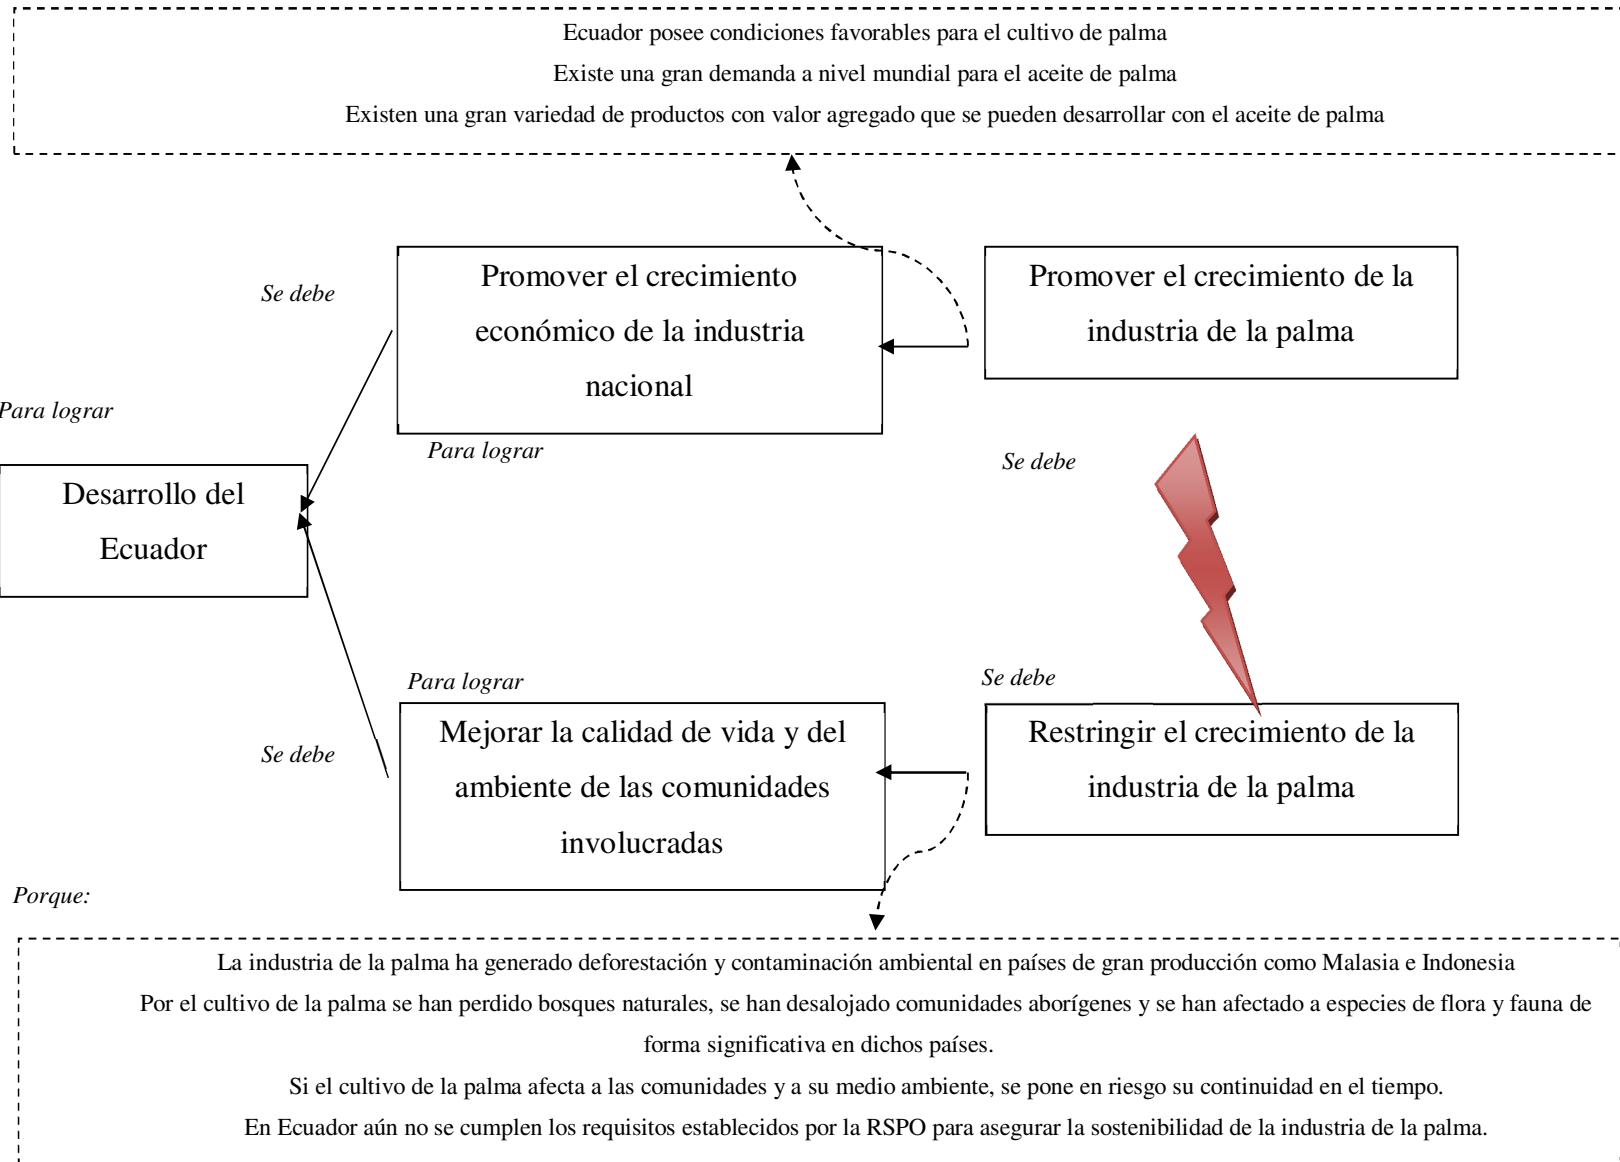 Ecuador posee condiciones favorables para el cultivo de palma
Existe una gran demanda a nivel mundial para el aceite de palma
Existen una gran variedad de productos con valor agregado que se pueden desarrollar con el aceite de palma
Se debe
Promover el crecimiento
económico de la industria
nacional
Promover el crecimiento de la
industria de la palma
Para lograr
Para lograr
Se debe
Desarrollo del
Ecuador
Para lograr
Se debe
Se debe
Mejorar la calidad de vida y del
ambiente de las comunidades
involucradas
Restringir el crecimiento de la
industria de la palma
Porque:
La industria de la palma ha generado deforestación y contaminación ambiental en países de gran producción como Malasia e Indonesia
Por el cultivo de la palma se han perdido bosques naturales, se han desalojado comunidades aborígenes y se han afectado a especies de flora y fauna de
forma significativa en dichos países.
Si el cultivo de la palma afecta a las comunidades y a su medio ambiente, se pone en riesgo su continuidad en el tiempo.
En Ecuador aún no se cumplen los requisitos establecidos por la RSPO para asegurar la sostenibilidad de la industria de la palma.